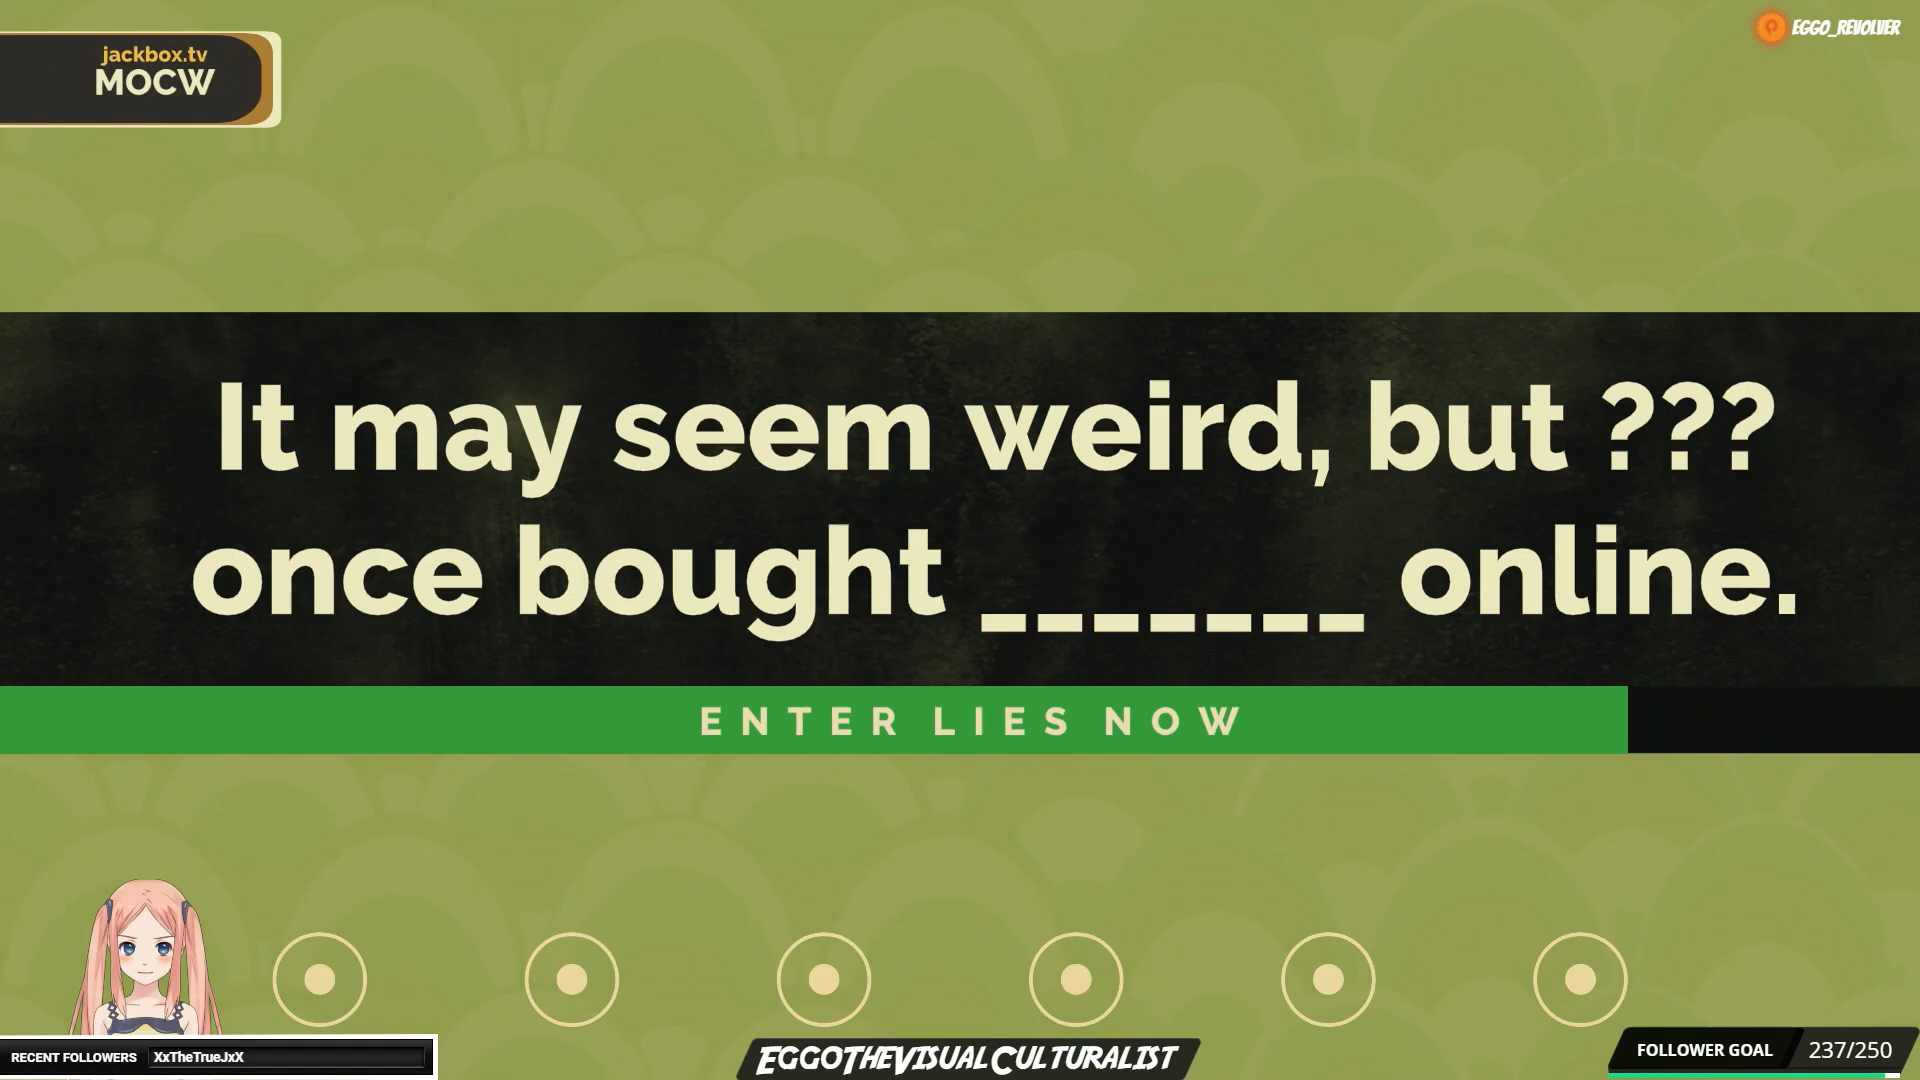 jackbox.tv
MOCW
EGGO_REVOLVER
It may seem weird, but ???
once bought _______ online.
ENTER LIES NOW
RECENT FOLLOWERS XxTheTrueJxX
EGGOTHEVISUALCULTURALIST
FOLLOWER GOAL 237/250